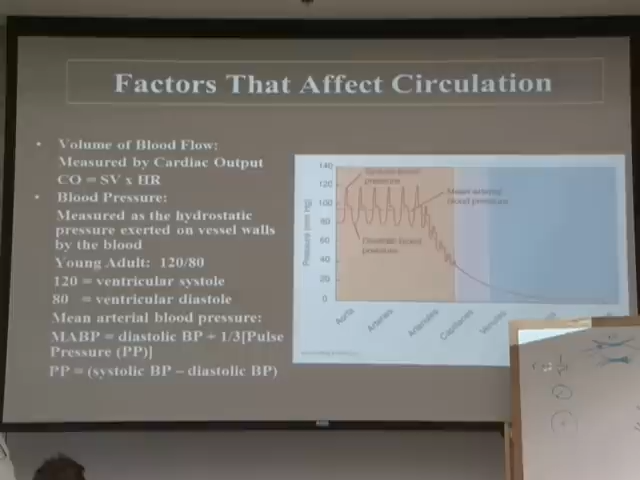 Factors That Affect Circulation
• Volume of Blood Flow:
Measured by Cardiac Output
CO = SV x HR
• Blood Pressure:
Measured as the hydrostatic
pressure exerted on vessel walls
by the blood
Young Adult: 120/80
120 = ventricular systole
80 = ventricular diastole
Mean arterial blood pressure:
MABP = diastolic BP + 1/3[Pulse
Pressure (PP)]
PP = (systolic BP – diastolic BP)
Pressure (mm Hg)
140
120
100
80
60
40
20
0
Systolic blood
pressure
Mean arterial
blood pressure
Diastolic blood
pressure
Aorta
Arteries
Arterioles
Capillaries
Venules